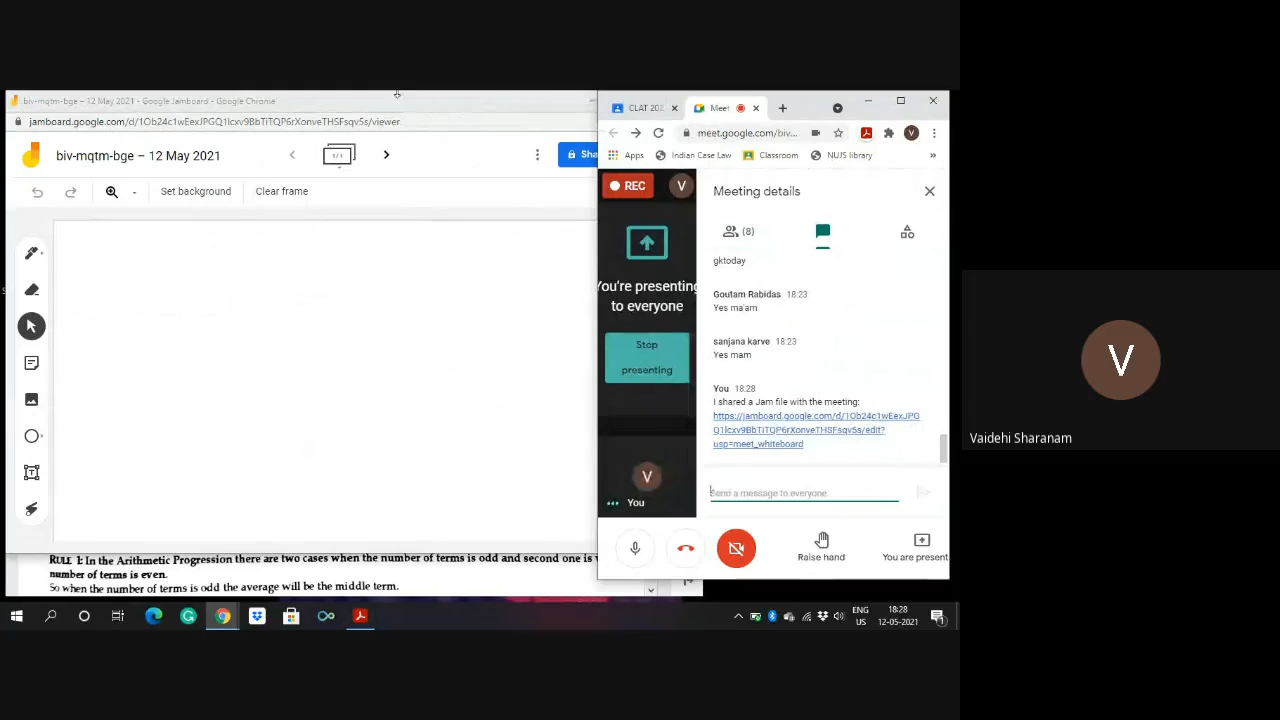 biv-mqtm-bge – 12 May 2021 - Google Jamboard - Google Chrome
jamboard.google.com/d/1Ob24c1wEexJPGQ1lcxv9BbTiTQP6rXonveTHSFsqv5s/viewer
biv-mqtm-bge – 12 May 2021
1/1
Sha
Set background
Clear frame
RULE 1: In the Arithmetic Progression there are two cases when the number of terms is odd and second one is
number of terms is even.
So when the number of terms is odd the average will be the middle term.
CLAT 202
Meet
meet.google.com/biv...
V
Apps
Indian Case Law
Classroom
NUJS library
»
REC
V
You're presenting
to everyone
Stop
presenting
V
You
Meeting details
(8)
gktoday
Goutam Rabidas 18:23
Yes ma'am
sanjana karve 18:23
Yes mam
You 18:28
I shared a Jam file with the meeting:
https://jamboard.google.com/d/1Ob24c1wEexJPG
Q1lcxv9BbTiTQP6rXonveTHSFsqv5s/edit?
usp=meet_whiteboard
Send a message to everyone
Raise hand
You are present
ENG
US
18:28
12-05-2021
1
V
Vaidehi Sharanam